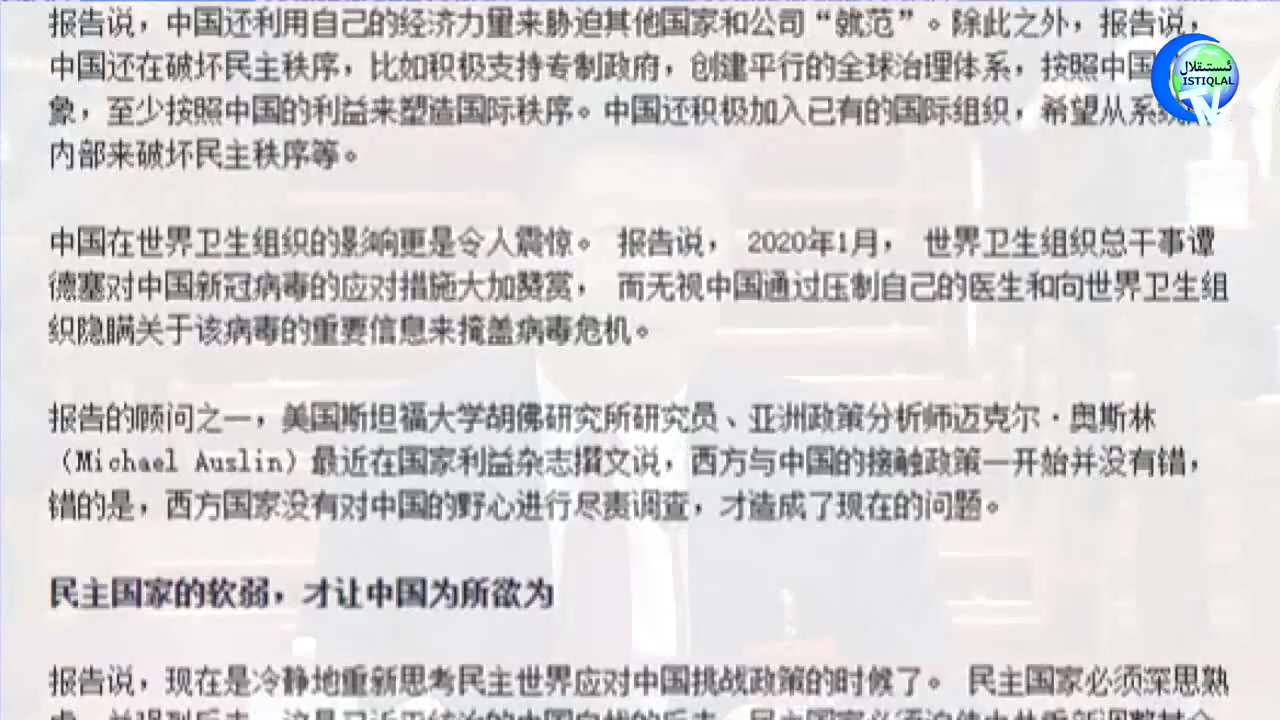 报告说，中国还利用自己的经济力量来胁迫其他国家和公司“就范”。除此之外，报告说，
中国还在破坏民主秩序，比如积极支持专制政府，创建平行的全球治理体系，按照中国
象，至少按照中国的利益来塑造国际秩序。中国还积极加入已有的国际组织，希望从系统
内部来破坏民主秩序等。
中国在世界卫生组织的影响更是令人震惊。 报告说， 2020年1月， 世界卫生组织总干事谭
德塞对中国新冠病毒的应对措施大加赞赏， 而无视中国通过压制自己的医生和向世界卫生组
织隐瞒关于该病毒的重要信息来掩盖病毒危机。
报告的顾问之一，美国斯坦福大学胡佛研究所研究员、亚洲政策分析师迈克尔·奥斯林
（Michael Auslin）最近在国家利益杂志撰文说，西方与中国的接触政策一开始并没有错，
错的是，西方国家没有对中国的野心进行尽责调查，才造成了现在的问题。
民主国家的软弱，才让中国为所欲为
报告说，现在是冷静地重新思考民主世界应对中国挑战政策的时候了。 民主国家必须深思熟
ئىستىقلال
ISTIQLAL
TV